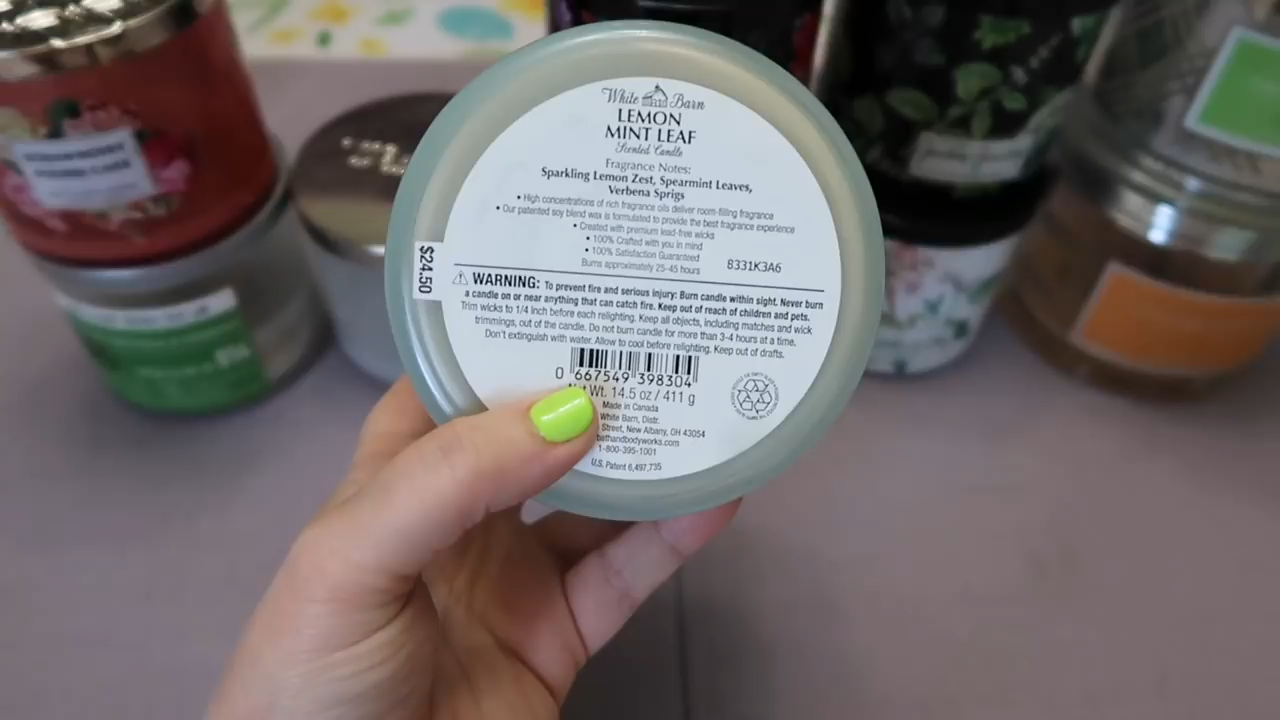 White Barn
LEMON
MINT LEAF
Scented Candle
Fragrance Notes:
Sparkling Lemon Zest, Spearmint Leaves,
Verbena Sprigs
• High concentrations of rich fragrance oils deliver room-filling fragrance
• Our patented soy blend wax is formulated to provide the best fragrance experience
• Created with premium lead-free wicks
• 100% Crafted with you in mind
• 100% Satisfaction Guaranteed
Burns approximately 25-45 hours
8331K3A6
$24.50
WARNING: To prevent fire and serious injury: Burn candle within sight. Never burn
a candle on or near anything that can catch fire. Keep out of reach of children and pets.
Trim wicks to 1/4 inch before each relighting. Keep all objects, including matches and wick
trimmings, out of the candle. Do not burn candle for more than 3-4 hours at a time.
Don't extinguish with water. Allow to cool before relighting. Keep out of drafts.
0 667549 398304
Wt. 14.5 oz / 411 g
Made in Canada
White Barn, Distr.
Street, New Albany, OH 43054
bathandbodyworks.com
1-800-395-1001
U.S. Patent 6,497,735